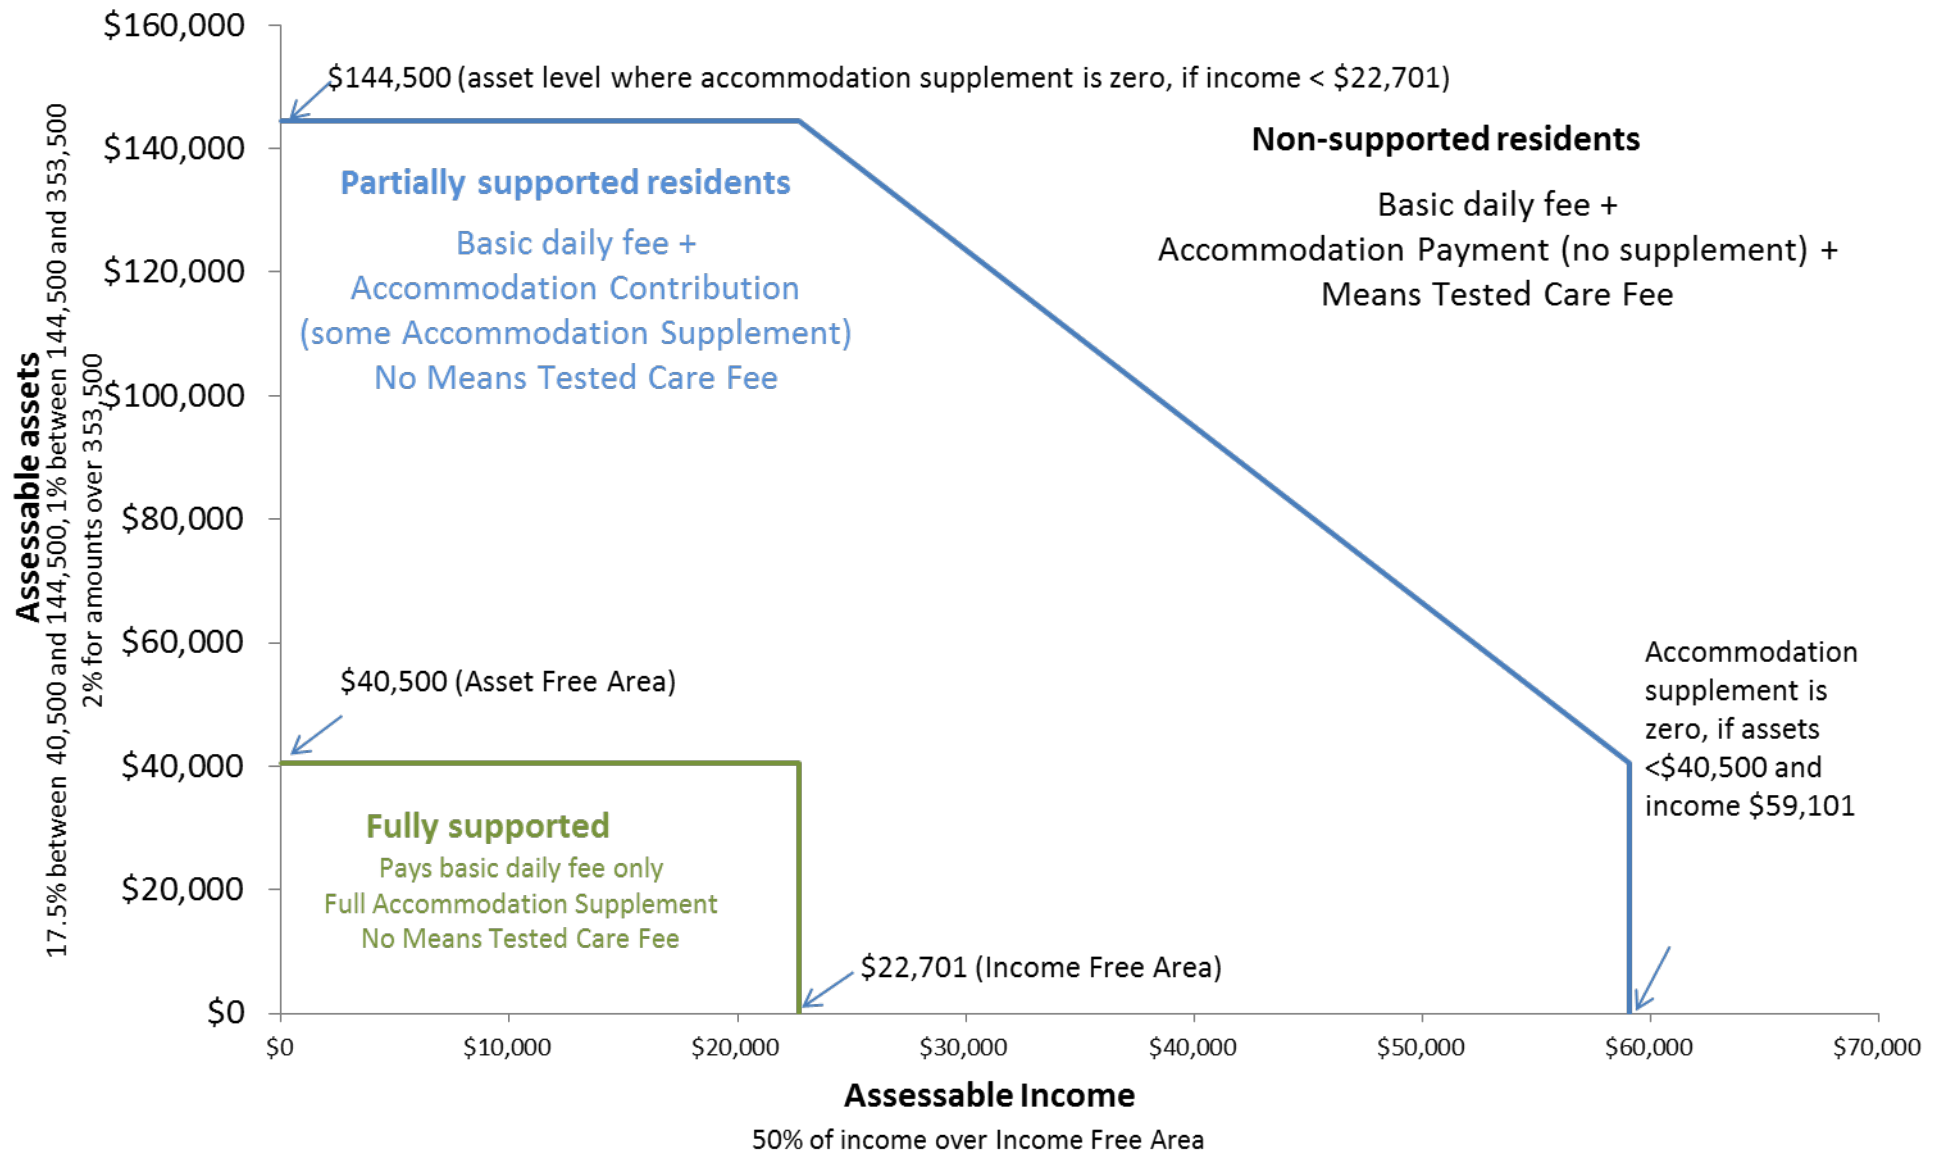 $160,000
$144,500 (asset level where accommodation supplement is zero, if income < $22,701)
$140,000
Non-supported residents
Basic daily fee +
Accommodation Payment (no supplement) +
Means Tested Care Fee
Partially supported residents
Basic daily fee +
Accommodation Contribution
(some Accommodation Supplement)
No Means Tested Care Fee
$120,000
$100,000
$80,000
$60,000
Assessable assets
17.5% between 40,500 and 144,500, 1% between 144,500 and 353,500
2% for amounts over 353,500
$40,500 (Asset Free Area)
Accommodation
supplement is
zero, if assets
<$40,500 and
income $59,101
$40,000
Fully supported
Pays basic daily fee only
Full Accommodation Supplement
No Means Tested Care Fee
$20,000
$22,701 (Income Free Area)
$0
$0
$10,000
$20,000
$30,000
$40,000
$50,000
$60,000
$70,000
Assessable Income
50% of income over Income Free Area